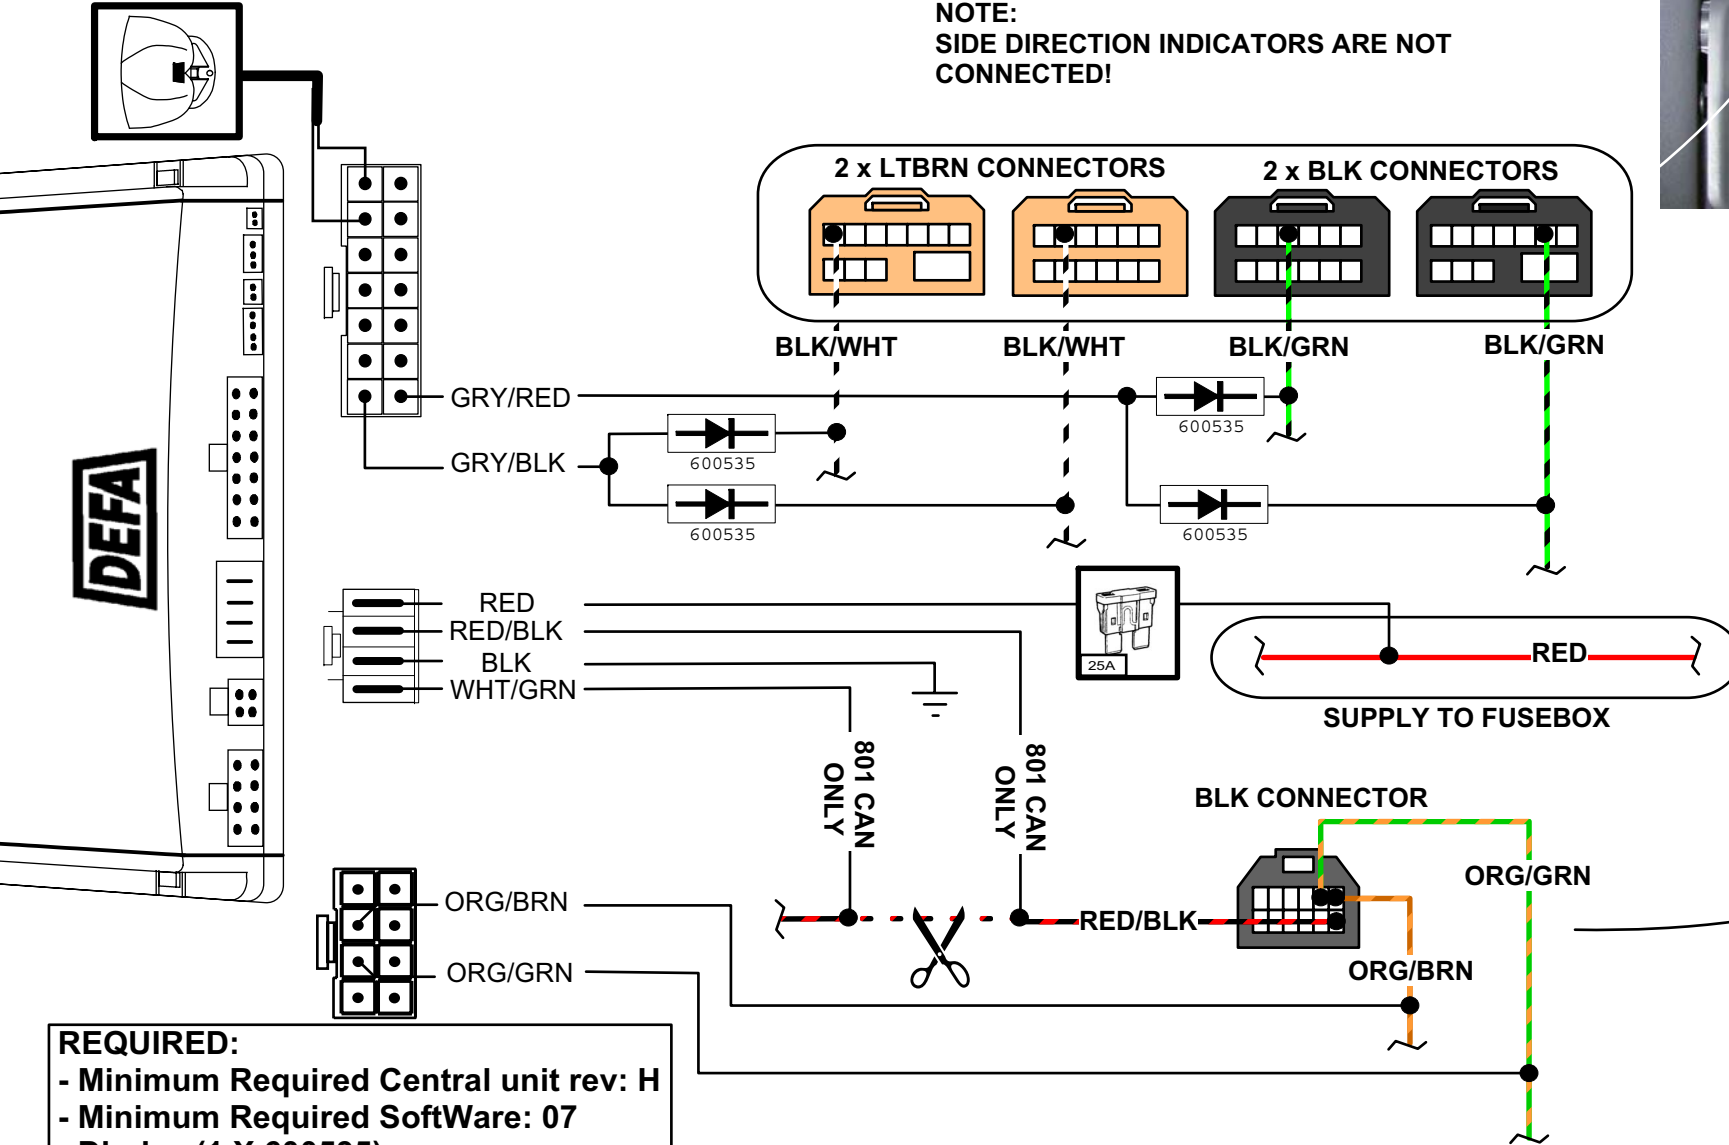 NOTE:
SIDE DIRECTION INDICATORS ARE NOT
CONNECTED!
2 x LTBRN CONNECTORS
2 x BLK CONNECTORS
BLK/WHT
BLK/WHT
BLK/GRN
BLK/GRN
GRY/RED
600535
GRY/BLK
600535
600535
600535
DEFA
RED
RED/BLK
BLK
WHT/GRN
25A
RED
SUPPLY TO FUSEBOX
801 CAN
ONLY
801 CAN
ONLY
BLK CONNECTOR
ORG/GRN
RED/BLK
ORG/BRN
ORG/BRN
ORG/GRN
REQUIRED:
- Minimum Required Central unit rev: H
- Minimum Required SoftWare: 07